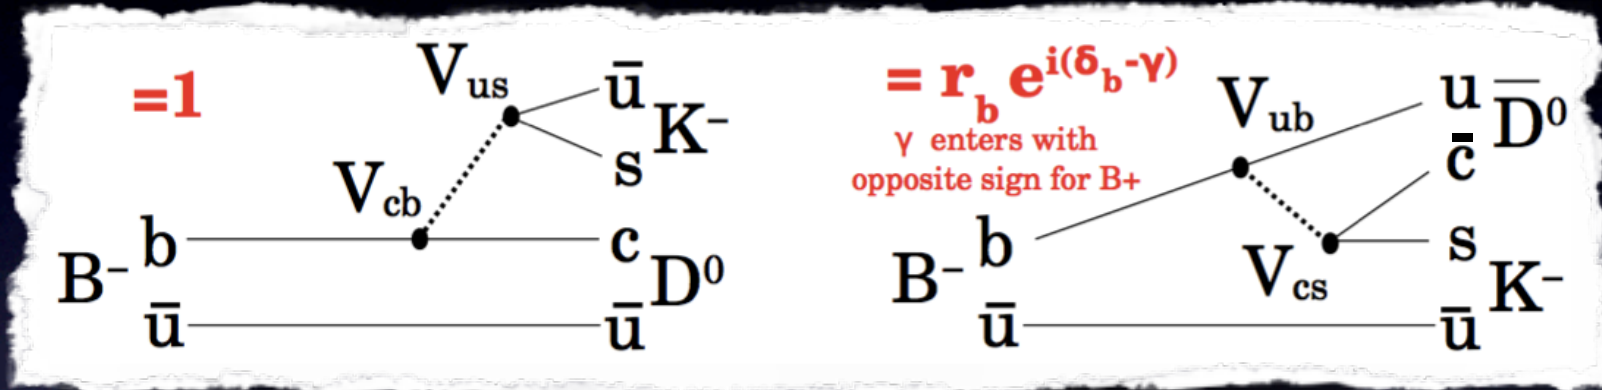 =1
V_us
ū
K⁻
s
V_cb
B⁻
b
c
D⁰
ū
ū
= r_b e^{i(δ_b-γ)}
γ enters with
opposite sign for B+
V_ub
u
D̅⁰
c̄
B⁻
b
V_cs
s
K⁻
ū
ū